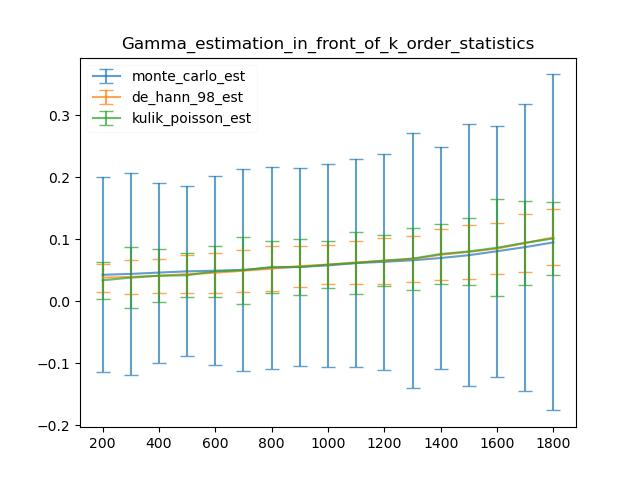 Gamma_estimation_in_front_of_k_order_statistics
monte_carlo_est
de_hann_98_est
kulik_poisson_est
0.3
0.2
0.1
0.0
−0.1
−0.2
200 400 600 800 1000 1200 1400 1600 1800